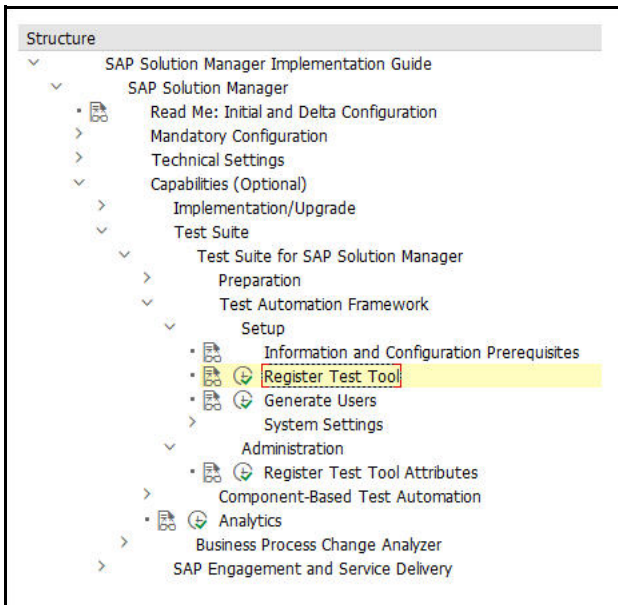 Structure
SAP Solution Manager Implementation Guide
SAP Solution Manager
Read Me: Initial and Delta Configuration
Mandatory Configuration
Technical Settings
Capabilities (Optional)
Implementation/Upgrade
Test Suite
Test Suite for SAP Solution Manager
Preparation
Test Automation Framework
Setup
Information and Configuration Prerequisites
Register Test Tool
Generate Users
System Settings
Administration
Register Test Tool Attributes
Component-Based Test Automation
Analytics
Business Process Change Analyzer
SAP Engagement and Service Delivery